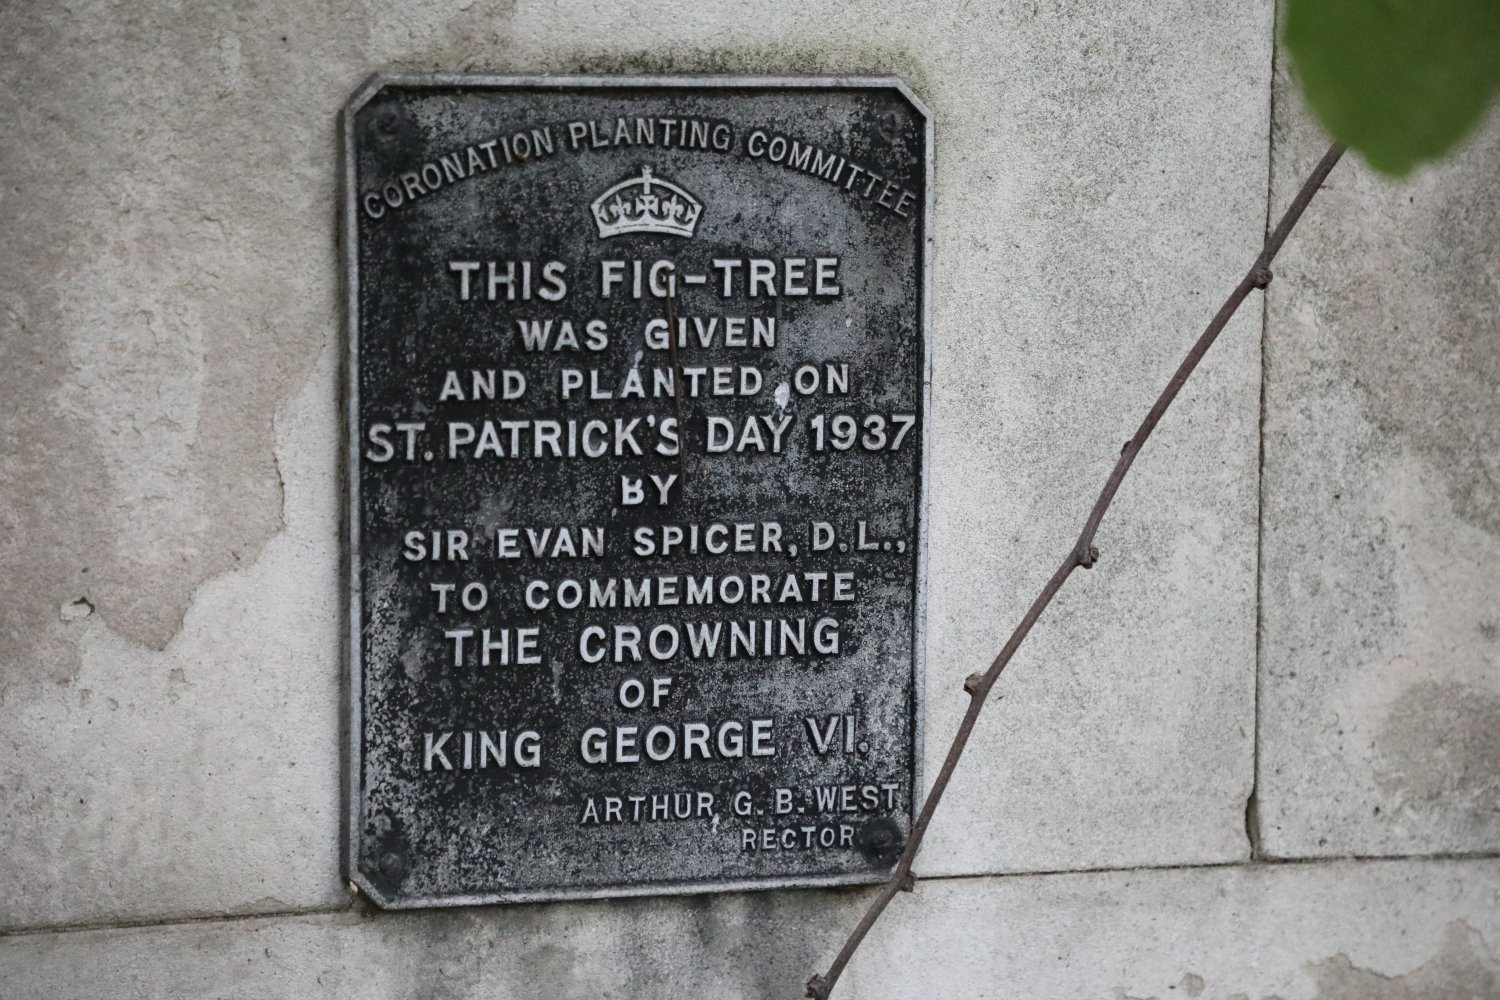 CORONATION PLANTING COMMITTEE
THIS FIG-TREE
WAS GIVEN
AND PLANTED ON
ST. PATRICK'S DAY 1937
BY
SIR EVAN SPICER, D.L.,
TO COMMEMORATE
THE CROWNING
OF
KING GEORGE VI.
ARTHUR G. B. WEST
RECTOR